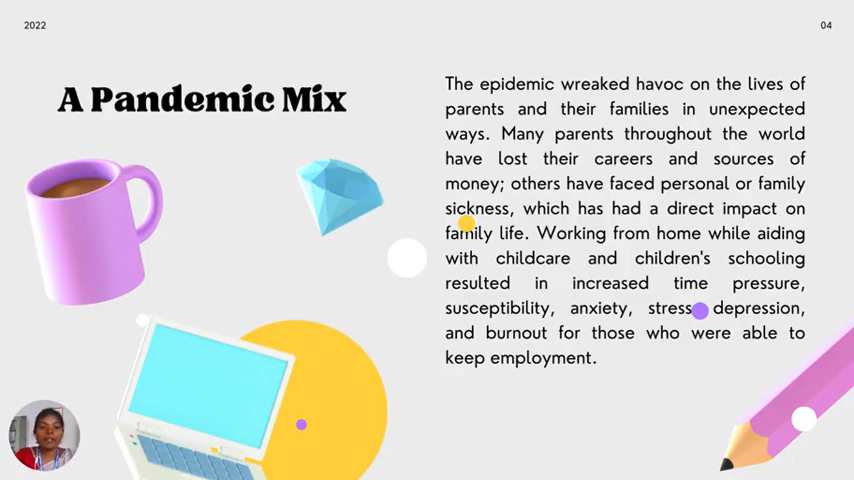 2022
04
A Pandemic Mix
The epidemic wreaked havoc on the lives of
parents and their families in unexpected
ways. Many parents throughout the world
have lost their careers and sources of
money; others have faced personal or family
sickness, which has had a direct impact on
family life. Working from home while aiding
with childcare and children's schooling
resulted in increased time pressure,
susceptibility, anxiety, stress, depression,
and burnout for those who were able to
keep employment.